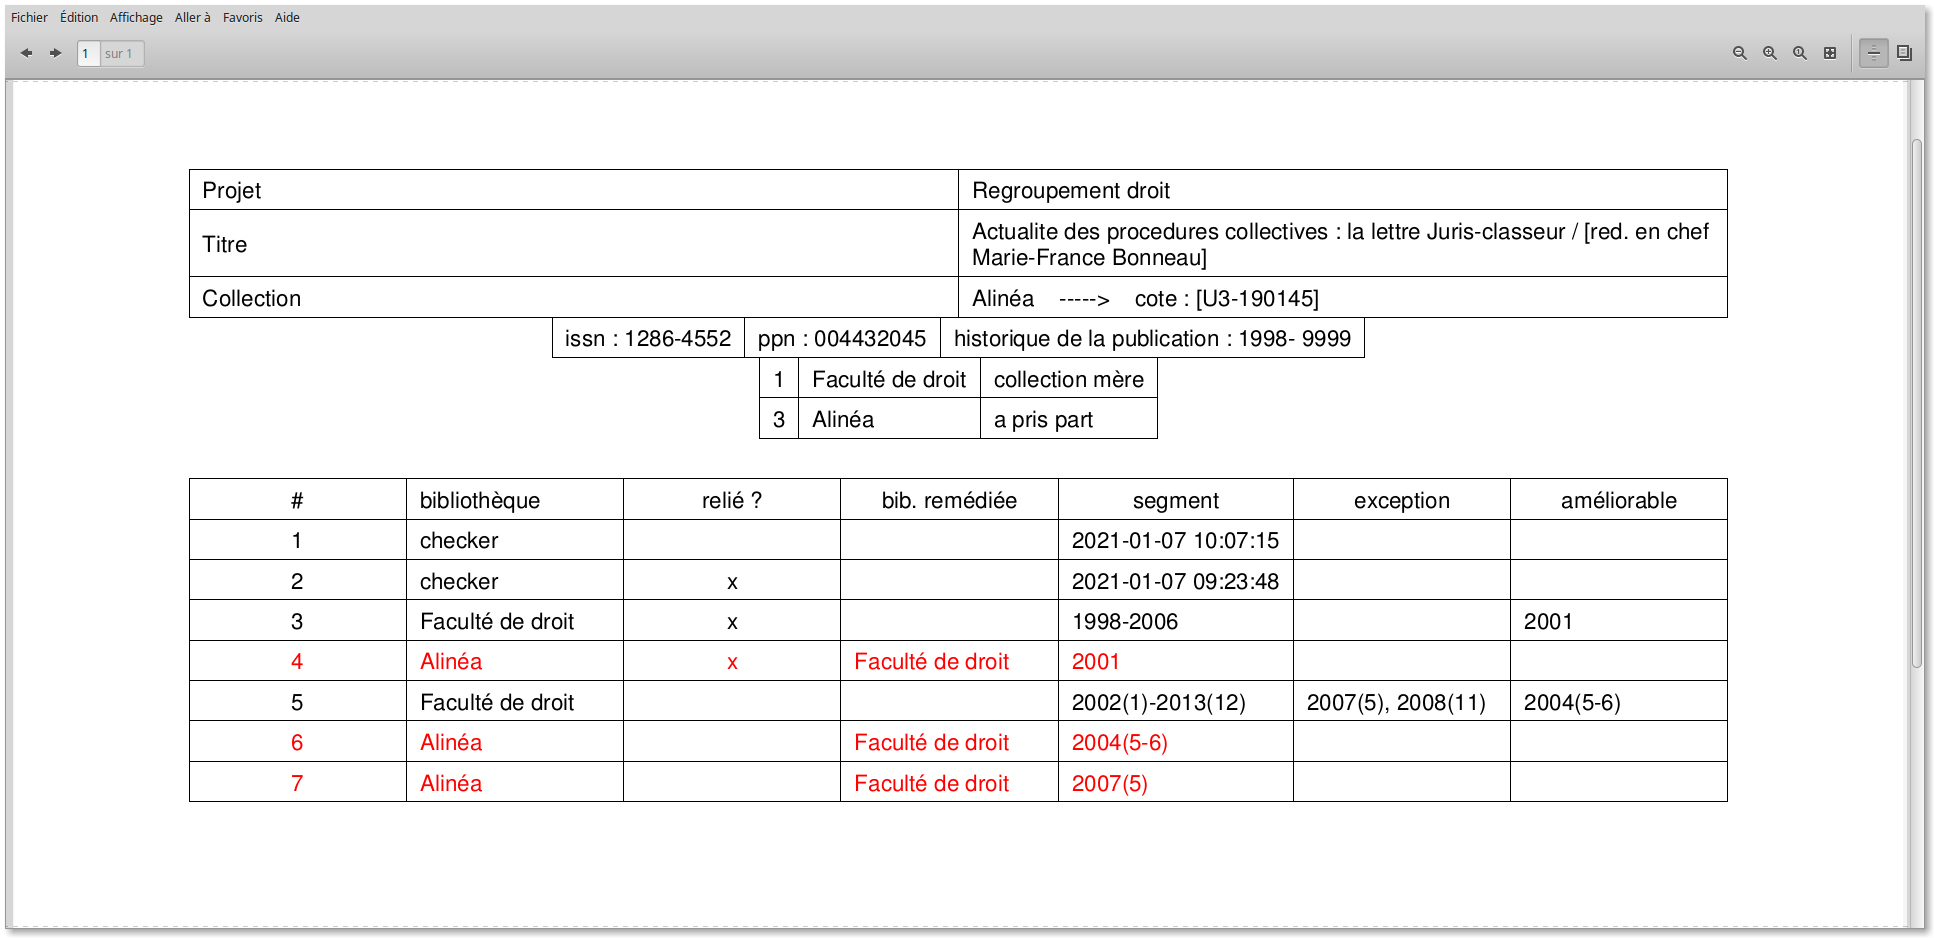 Fichier Édition Affichage Aller à Favoris Aide
1 sur 1
Projet Regroupement droit
Titre Actualite des procedures collectives : la lettre Juris-classeur / [red. en chef
Marie-France Bonneau]
Collection Alinéa -----> cote : [U3-190145]
issn : 1286-4552 ppn : 004432045 historique de la publication : 1998- 9999
1 Faculté de droit collection mère
3 Alinéa a pris part
# bibliothèque relié ? bib. remédiée segment exception améliorable
1 checker 2021-01-07 10:07:15
2 checker x 2021-01-07 09:23:48
3 Faculté de droit x 1998-2006 2001
4 Alinéa x Faculté de droit 2001
5 Faculté de droit 2002(1)-2013(12) 2007(5), 2008(11) 2004(5-6)
6 Alinéa Faculté de droit 2004(5-6)
7 Alinéa Faculté de droit 2007(5)